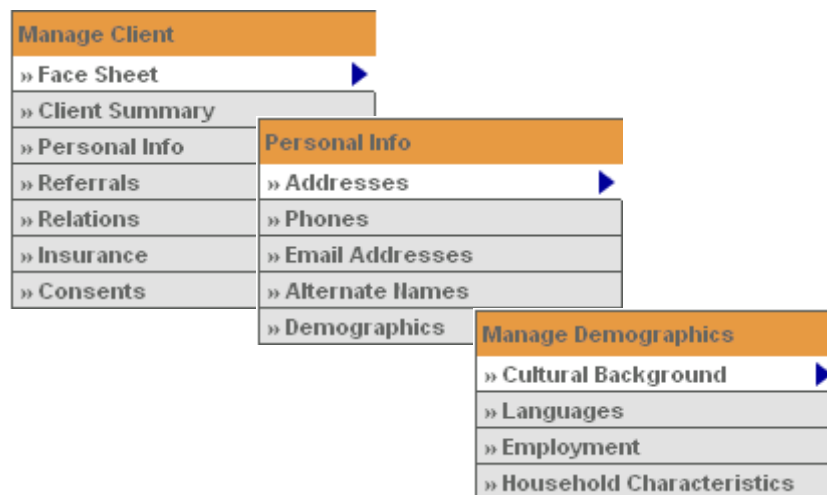 Manage Client
» Face Sheet
» Client Summary
» Personal Info
» Referrals
» Relations
» Insurance
» Consents
Personal Info
» Addresses
» Phones
» Email Addresses
» Alternate Names
» Demographics
Manage Demographics
» Cultural Background
» Languages
» Employment
» Household Characteristics